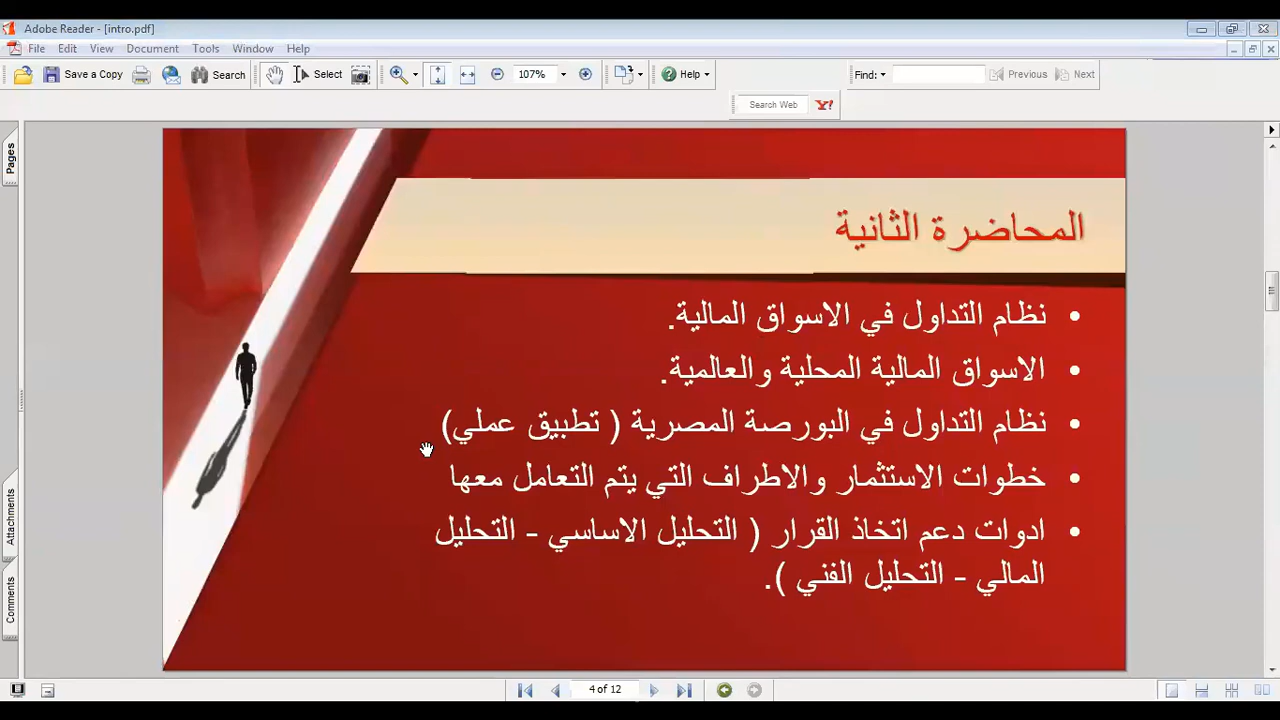 Adobe Reader - [intro.pdf]
File Edit View Document Tools Window Help
Save a Copy Search Select 107% Help Find: Previous Next
Search Web Y!
Pages
Attachments
Comments
المحاضرة الثانية
• نظام التداول في الاسواق المالية.
• الاسواق المالية المحلية والعالمية.
• نظام التداول في البورصة المصرية ( تطبيق عملي)
• خطوات الاستثمار والاطراف التي يتم التعامل معها
• ادوات دعم اتخاذ القرار ( التحليل الاساسي - التحليل
المالي - التحليل الفني ).
4 of 12